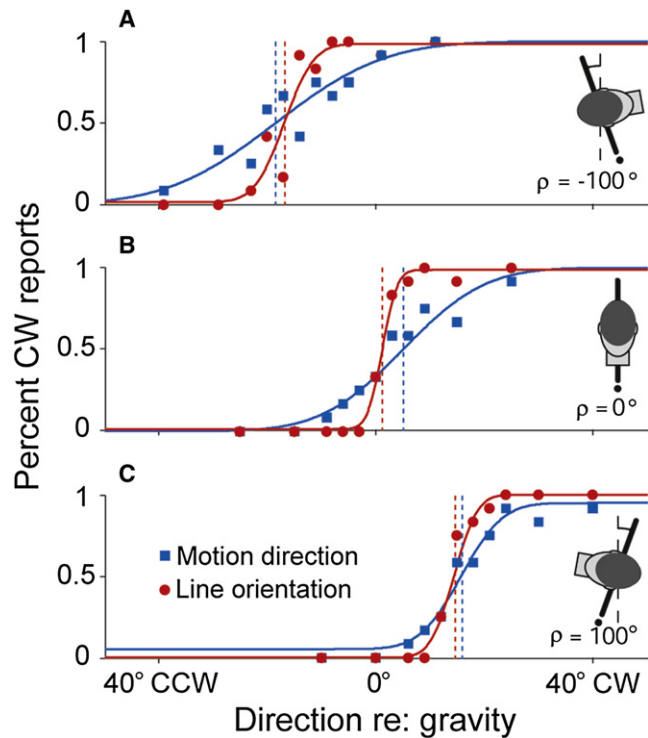 A
1
0.5
0
ρ = -100°
B
1
0.5
0
ρ = 0°
C
1
0.5
0
Motion direction
Line orientation
ρ = 100°
Percent CW reports
40° CCW 0° 40° CW
Direction re: gravity